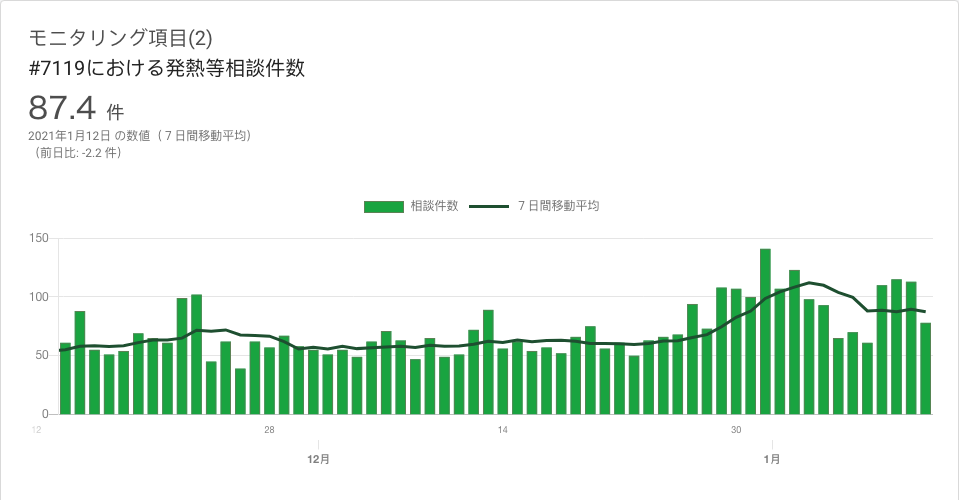 モニタリング項目(2)
#7119における発熱等相談件数
87.4 件
2021年1月12日 の数値（７日間移動平均）
（前日比: -2.2 件）
相談件数 ７日間移動平均
150
100
50
0
12 28 14 30
12月 1月